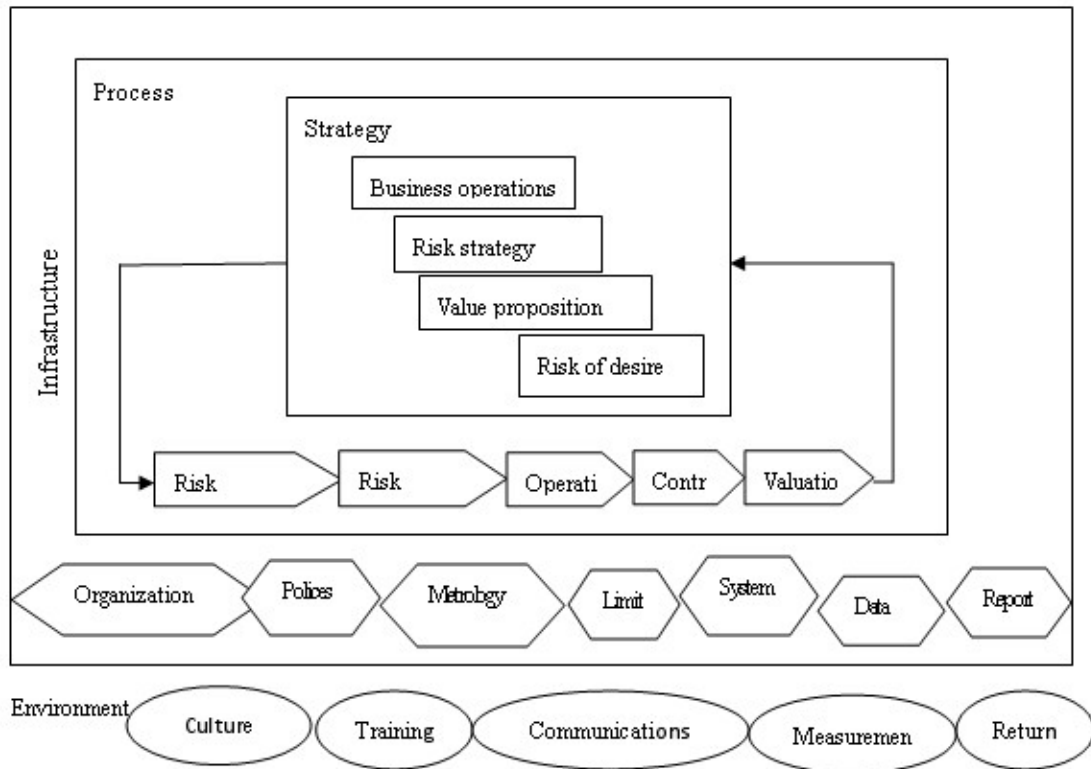 Process
Strategy
Business operations
Risk strategy
Value proposition
Risk of desire
Infrastructure
Risk
Risk
Operati
Contr
Valuatio
Organization
Polices
Metrology
Limit
System
Data
Report
Environment
Culture
Training
Communications
Measuremen
Return